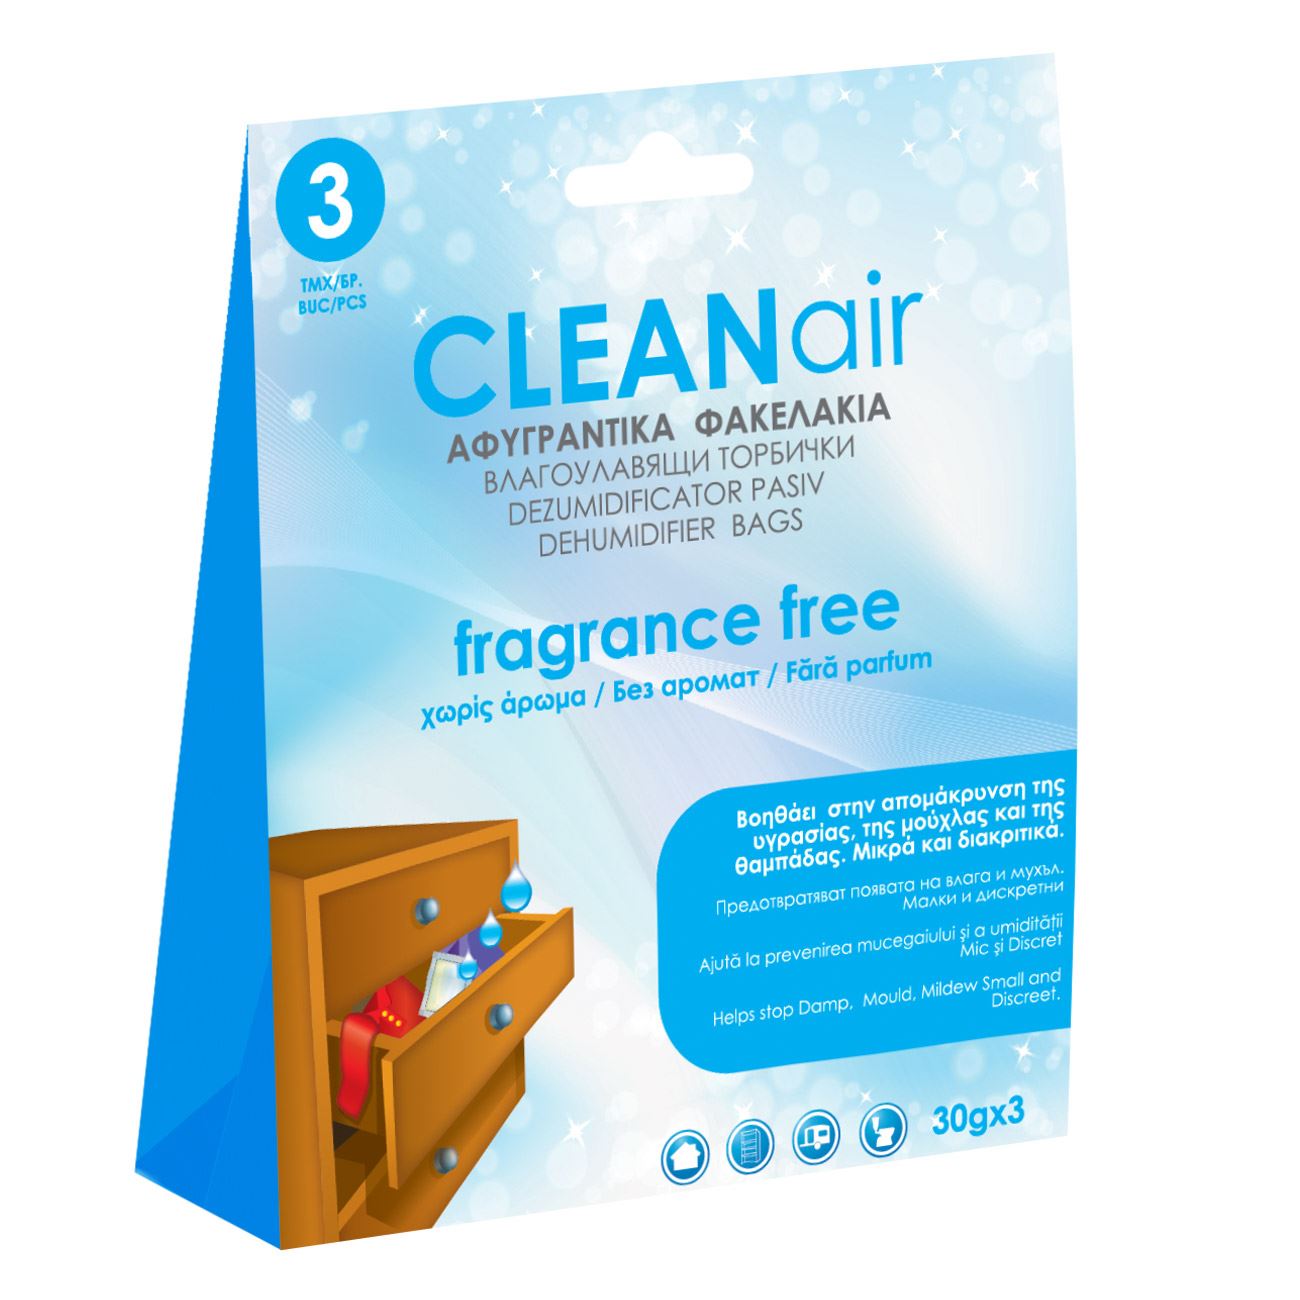 3
ΤΜΧ/БР.
BUC/PCS
CLEANair
ΑΦΥΓΡΑΝΤΙΚΑ ΦΑΚΕΛΑΚΙΑ
ВЛАГОУЛАВЯЩИ ТОРБИЧКИ
DEZUMIDIFICATOR PASIV
DEHUMIDIFIER BAGS
fragrance free
χωρίς άρωμα / Без аромат / Fără parfum
Βοηθάει στην απομάκρυνση της
υγρασίας, της μούχλας και της
θαμπάδας. Μικρά και διακριτικά.
Предотвратяват появата на влага и мухъл.
Малки и дискретни
Ajută la prevenirea mucegaiului şi a umidităţii
Mic şi Discret
Helps stop Damp, Mould, Mildew Small and
Discreet.
30gx3